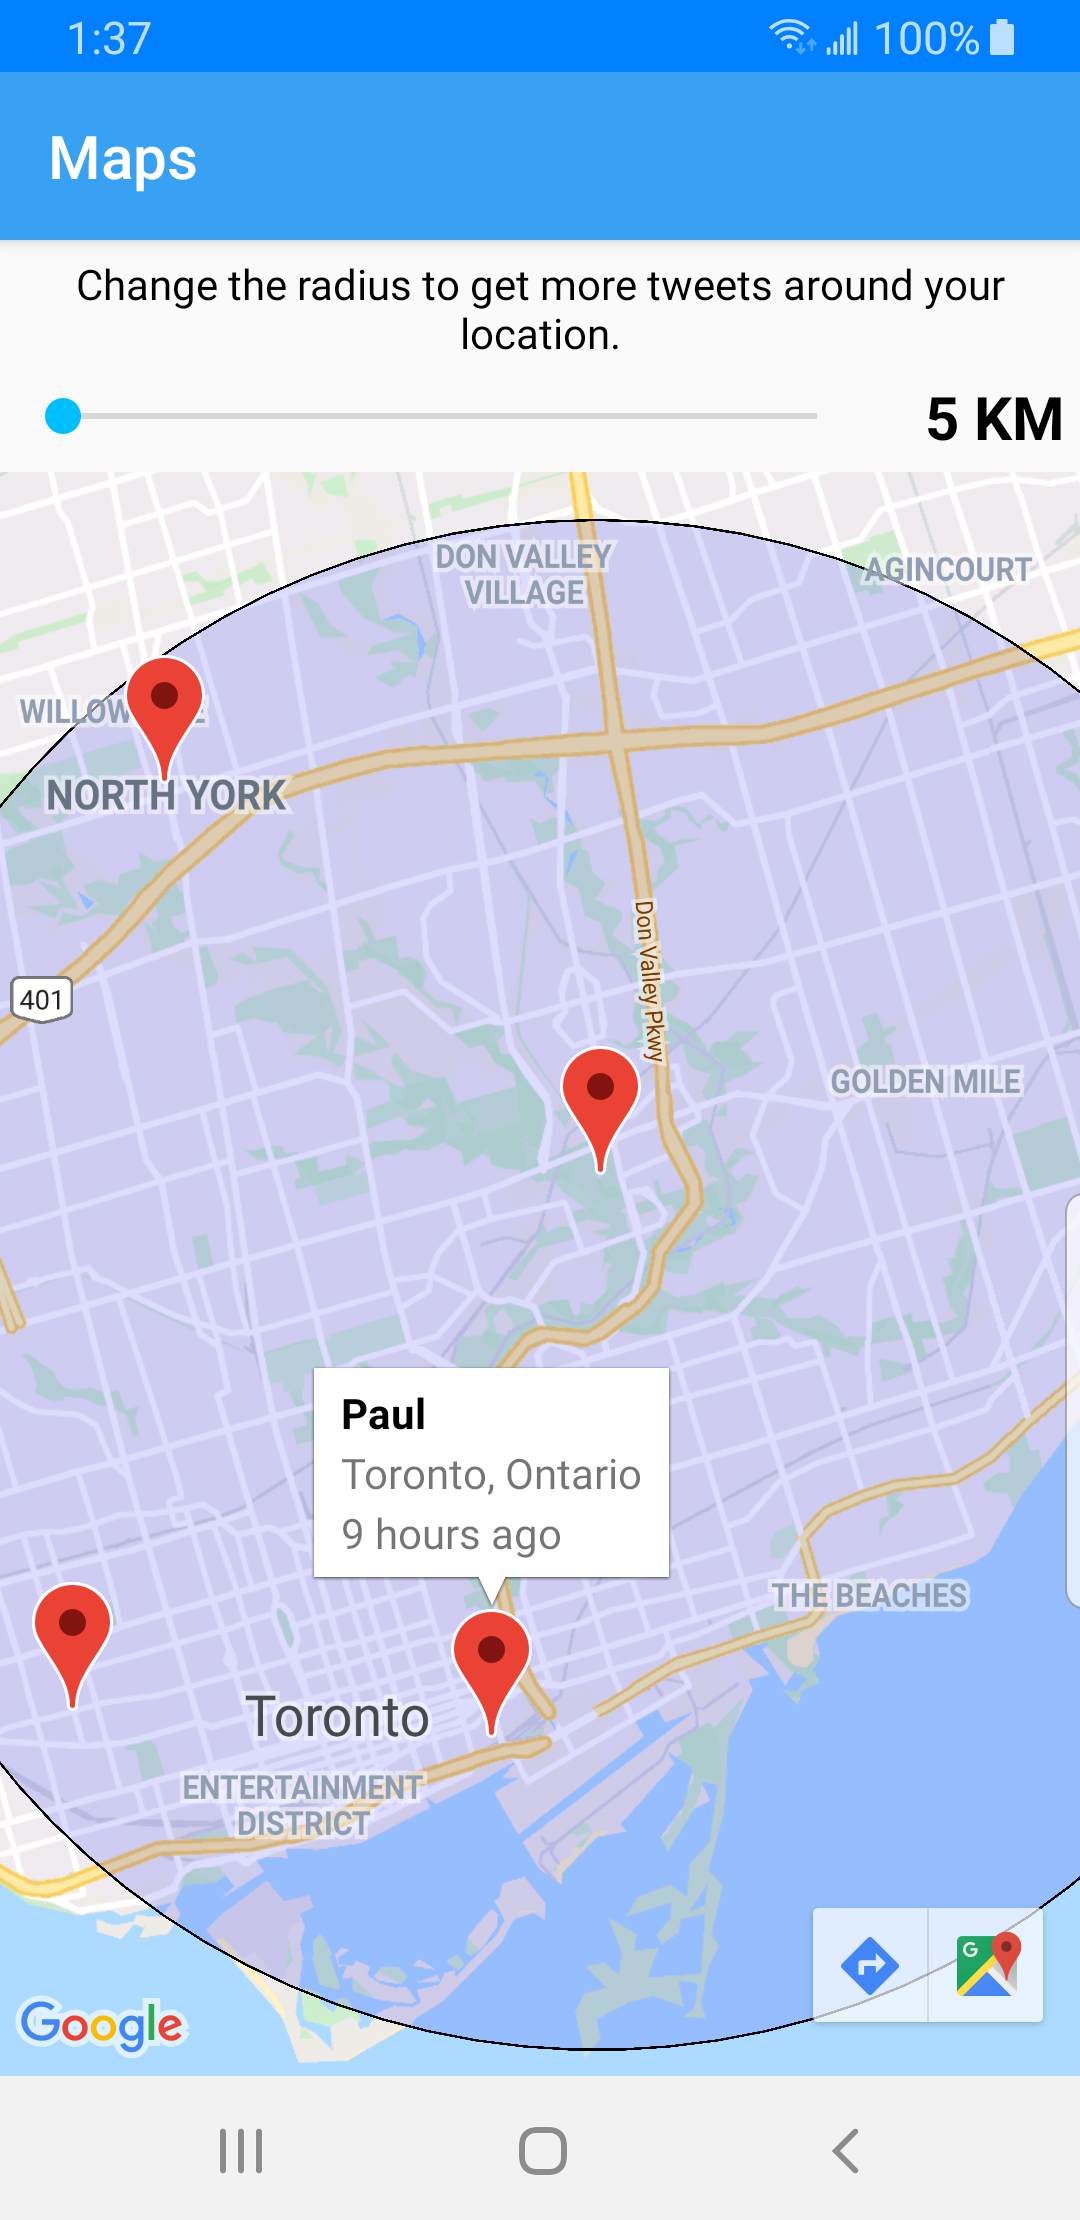 1:37
100%
Maps
Change the radius to get more tweets around your
location.
5 KM
DON VALLEY
VILLAGE
AGINCOURT
NORTH YORK
401
Don Valley Pkwy
GOLDEN MILE
Paul
Toronto, Ontario
9 hours ago
THE BEACHES
Toronto
ENTERTAINMENT
DISTRICT
G
Google